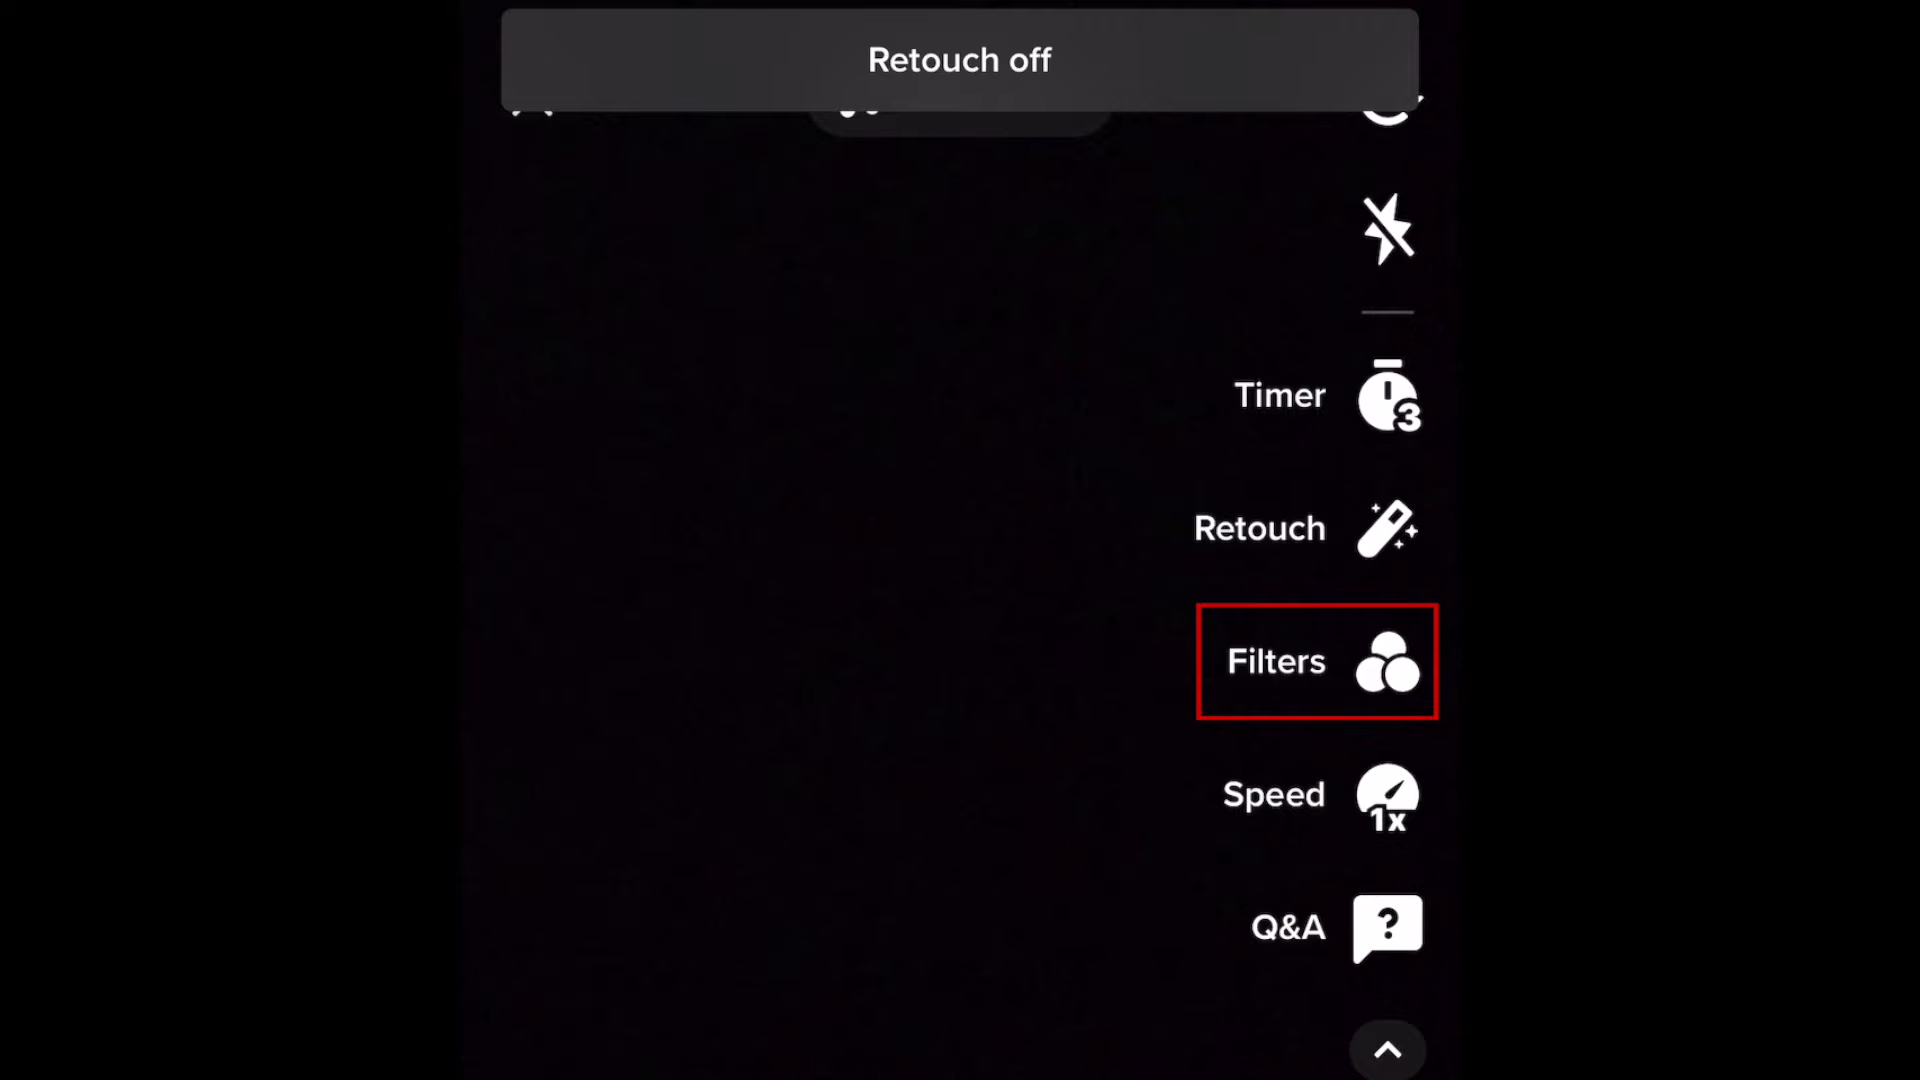 Retouch off
Timer
3
Retouch
Filters
Speed
1x
Q&A
?